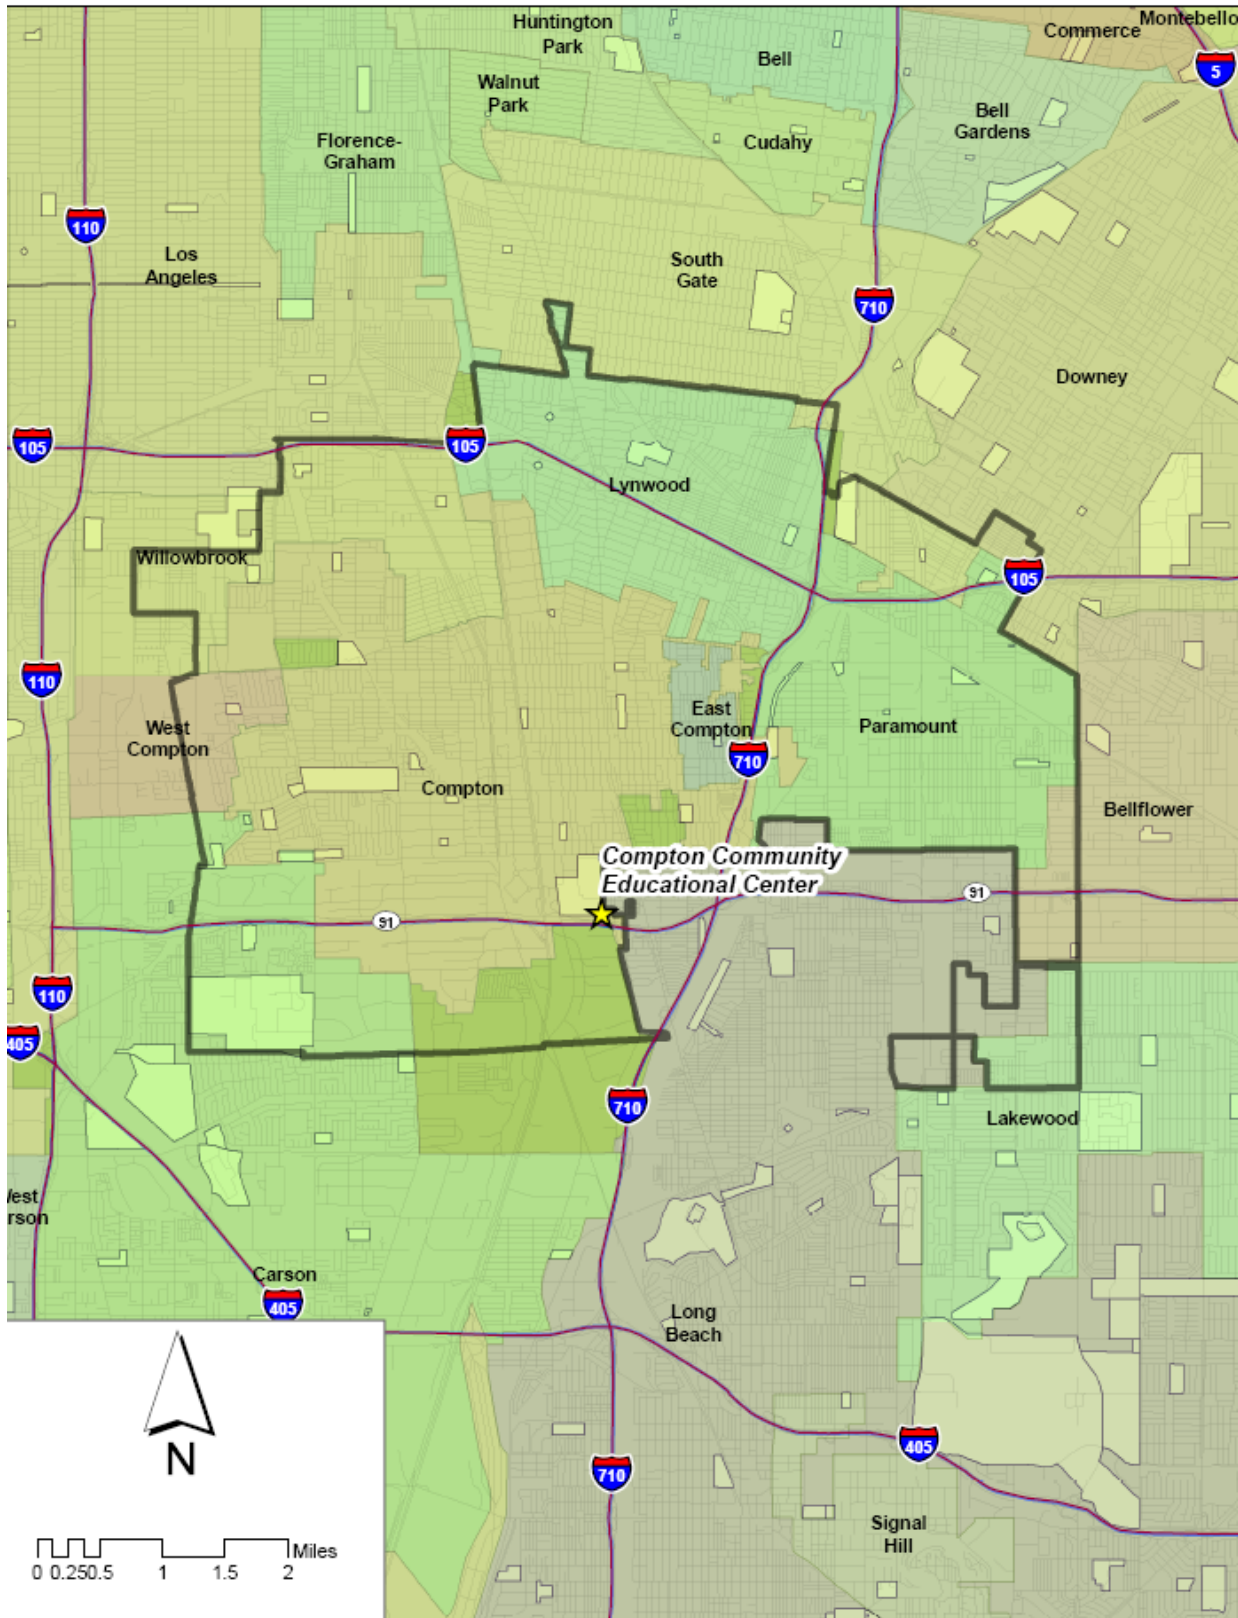 Huntington
Park
Commerce
Montebello
Bell
5
Walnut
Park
Bell
Gardens
Florence-
Graham
Cudahy
110
Los
Angeles
South
Gate
710
Downey
105
105
Lynwood
Willowbrook
105
110
West
Compton
East
Compton
Paramount
710
Compton
Bellflower
Compton Community
Educational Center
91
91
110
405
710
Lakewood
West
rson
Carson
405
Long
Beach
405
710
Signal
Hill
N
Miles
0 0.250.5 1 1.5 2